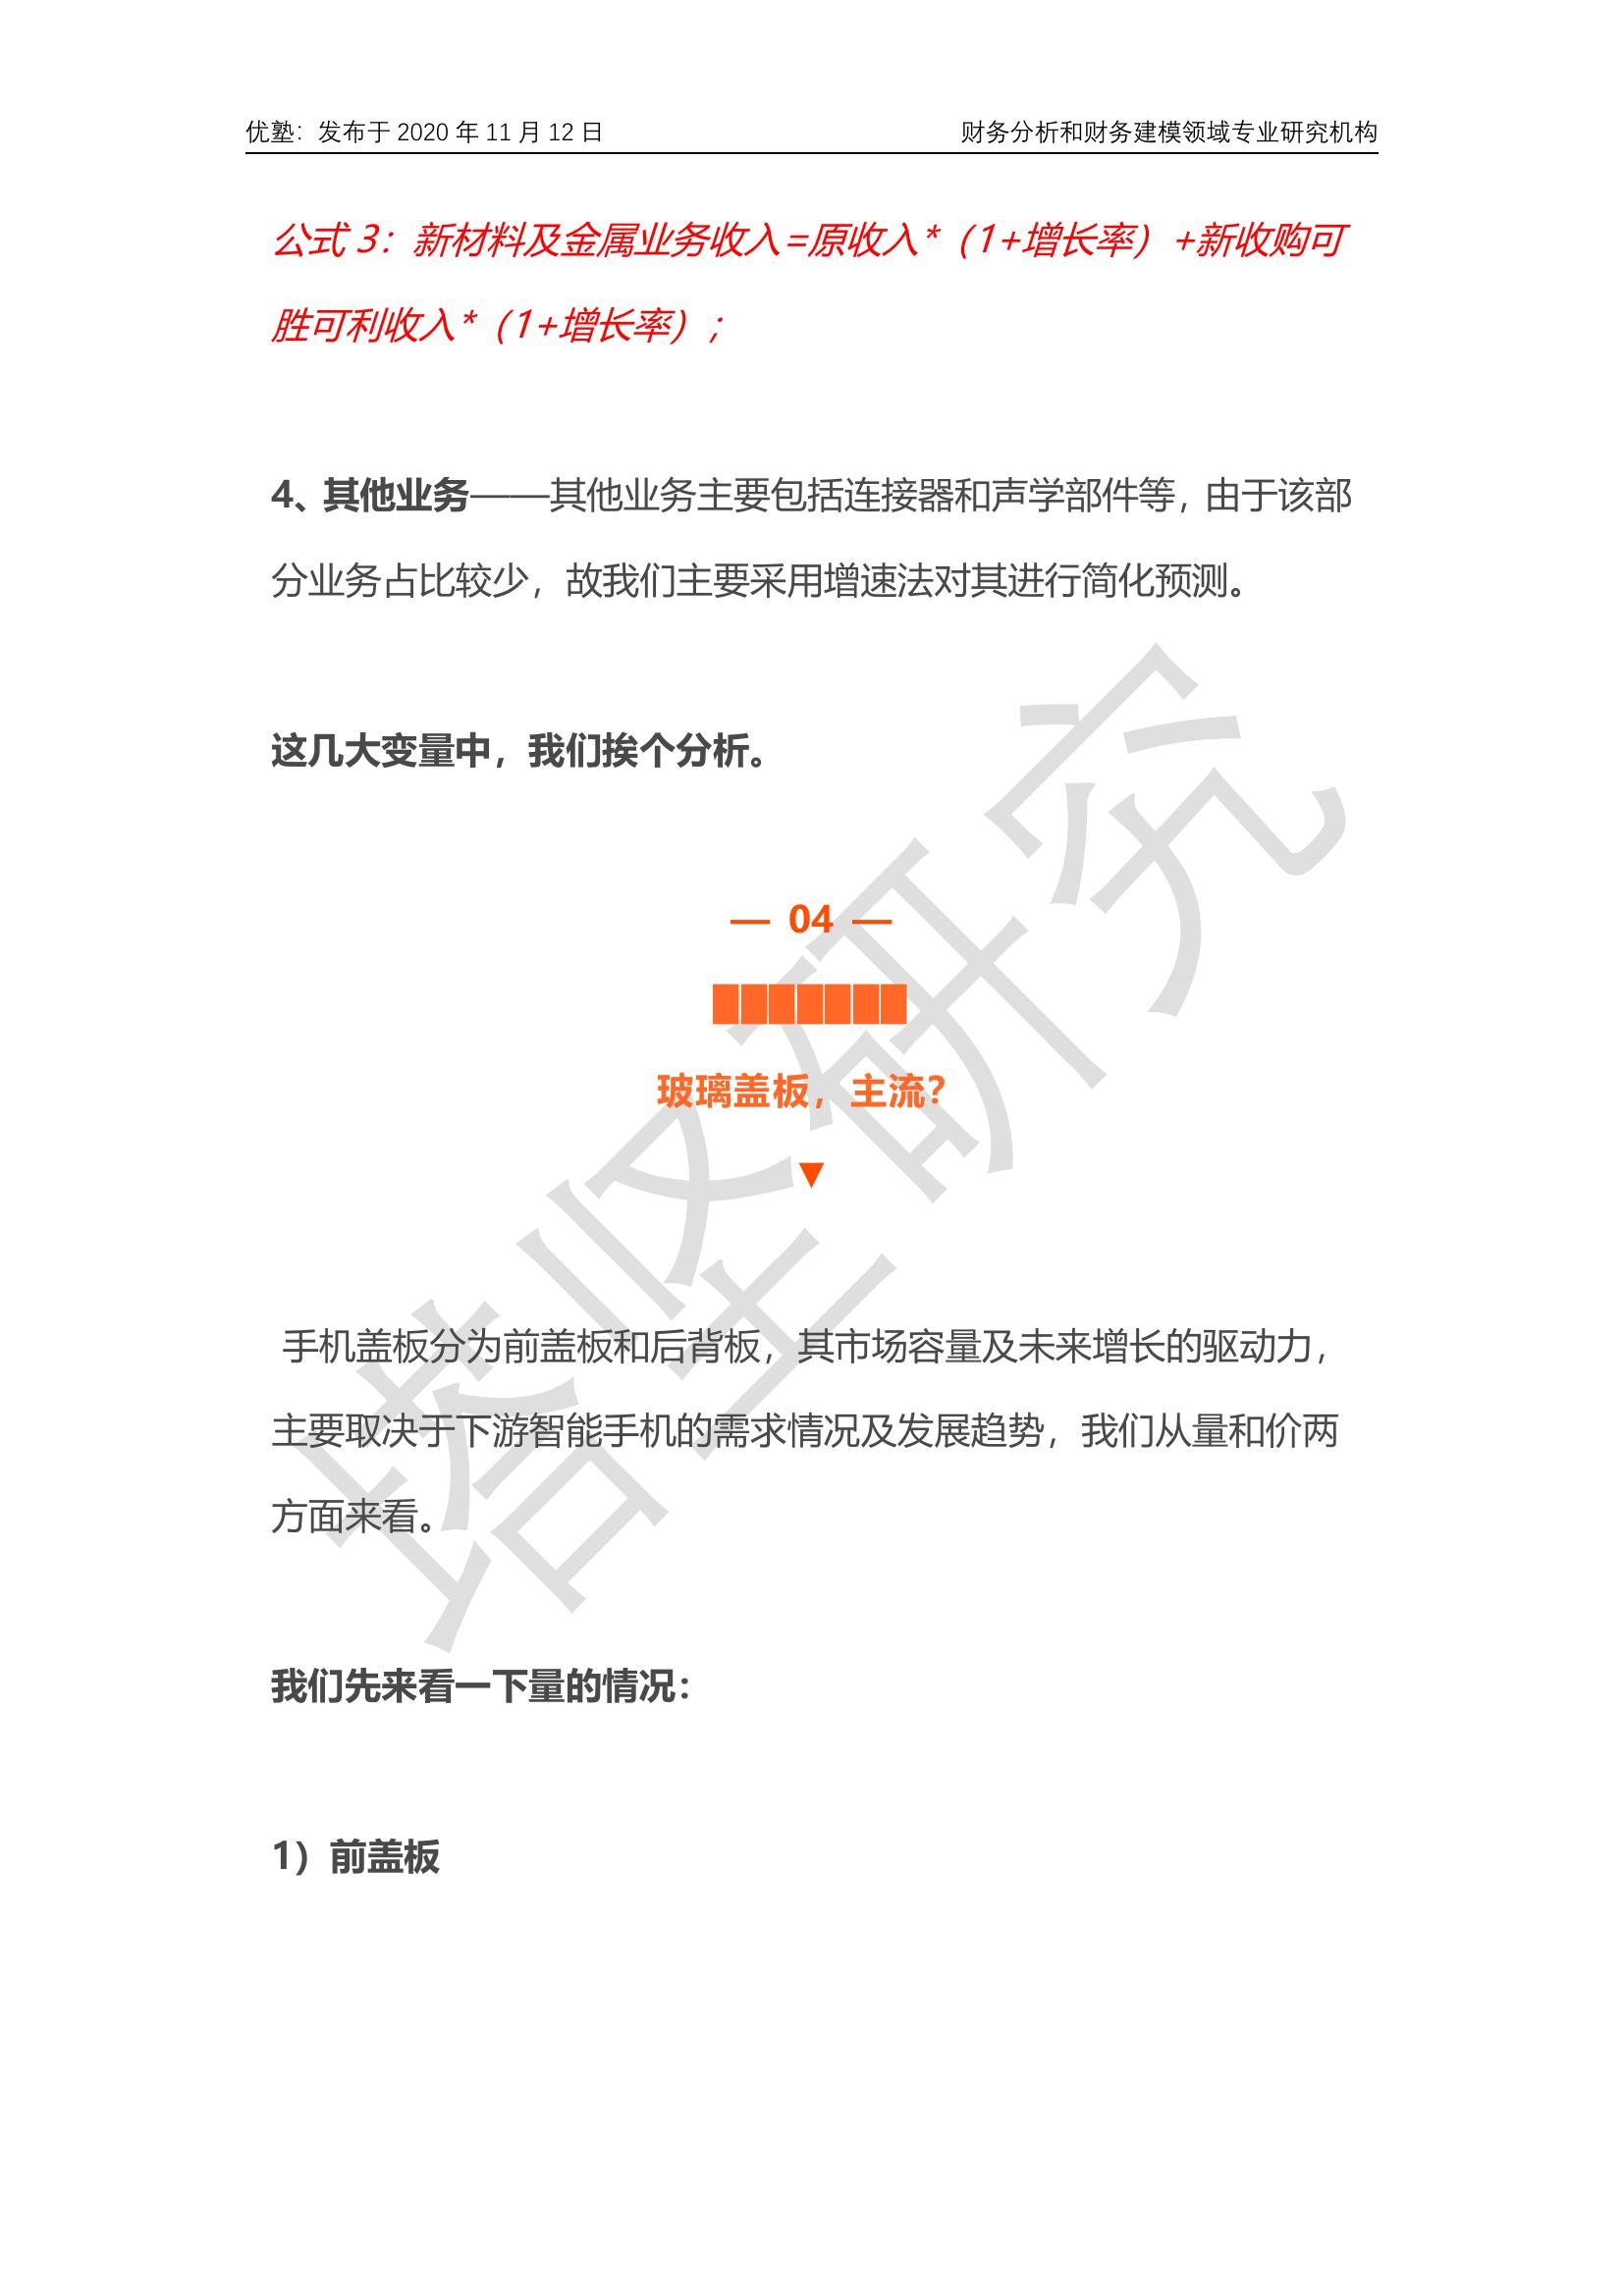 优塾：发布于 2020 年 11 月 12 日
财务分析和财务建模领域专业研究机构
公式 3：新材料及金属业务收入=原收入*（1+增长率）+新收购可
胜可利收入*（1+增长率）；
4、其他业务——其他业务主要包括连接器和声学部件等，由于该部
分业务占比较少，故我们主要采用增速法对其进行简化预测。
这几大变量中，我们挨个分析。
— 04 —
███████
玻璃盖板，主流？
▼
手机盖板分为前盖板和后背板，其市场容量及未来增长的驱动力，
主要取决于下游智能手机的需求情况及发展趋势，我们从量和价两
方面来看。
我们先来看一下量的情况：
1）前盖板
塔坚研究